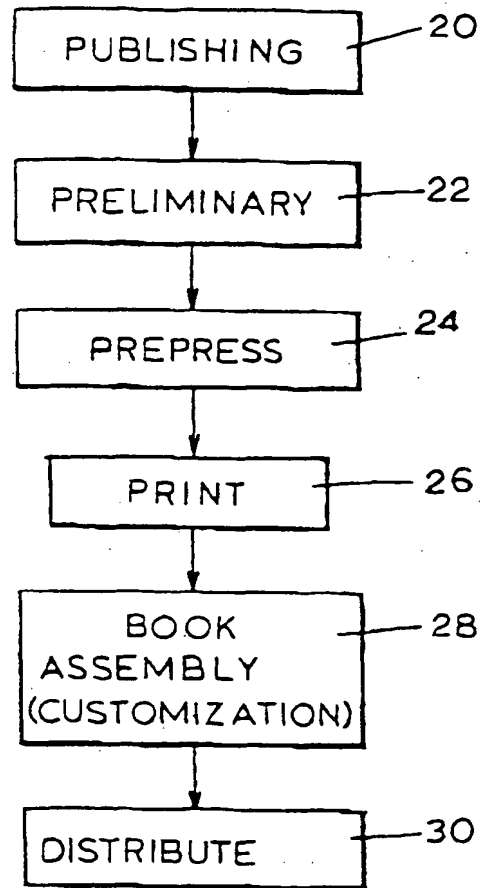 PUBLISHING 20
PRELIMINARY 22
PREPRESS 24
PRINT 26
BOOK 28
ASSEMBLY
(CUSTOMIZATION)
DISTRIBUTE 30